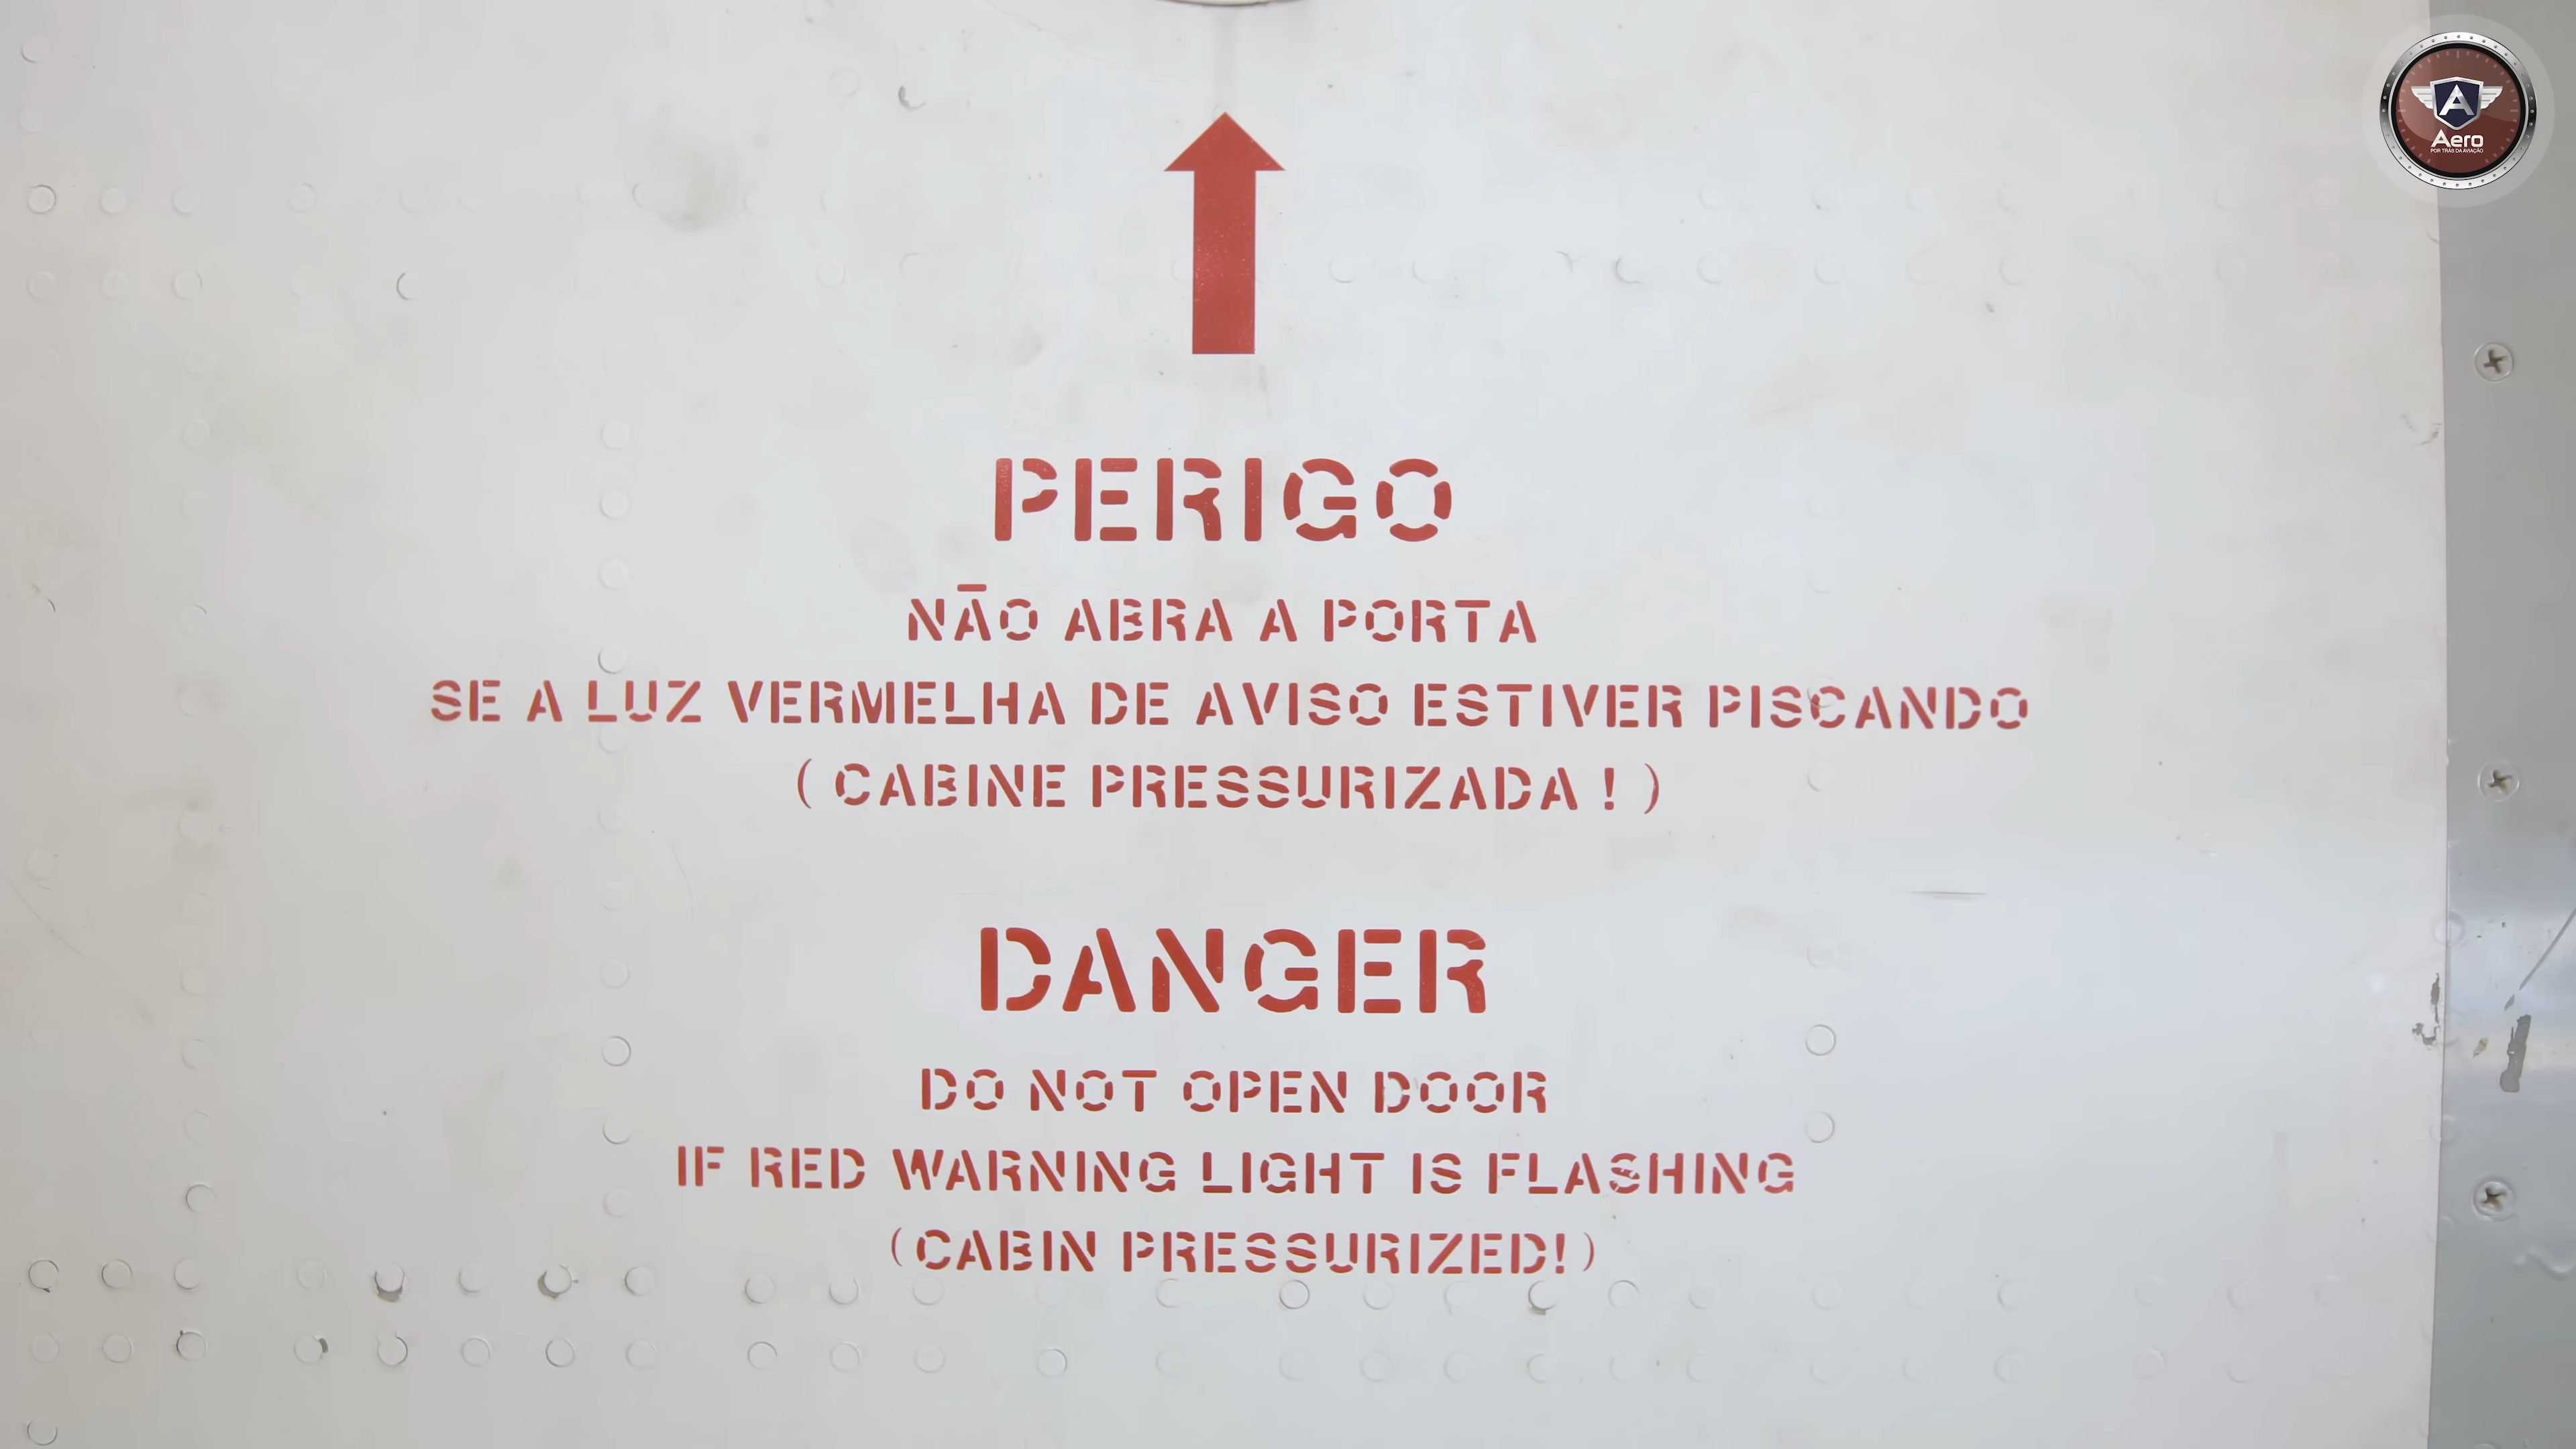 A
Aero
POR TRÁS DA AVIAÇÃO
PERIGO
NÃO ABRA A PORTA
SE A LUZ VERMELHA DE AVISO ESTIVER PISCANDO
( CABINE PRESSURIZADA ! )
DANGER
DO NOT OPEN DOOR
IF RED WARNING LIGHT IS FLASHING
(CABIN PRESSURIZED!)